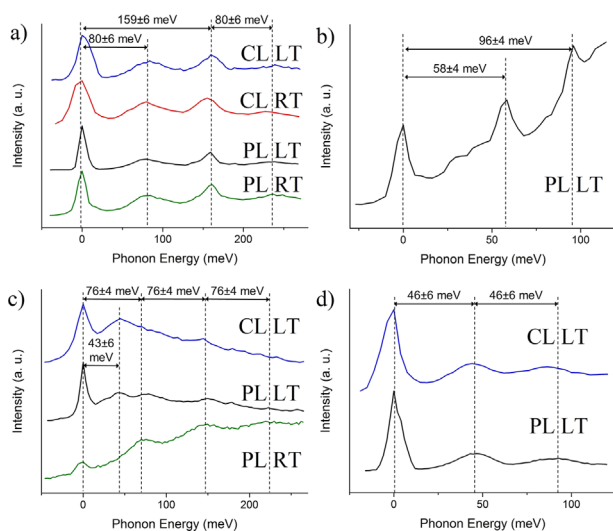 a)
159±6 meV
80±6 meV
80±6 meV
CL LT
CL RT
PL LT
PL RT
Intensity (a. u.)
0
100
200
Phonon Energy (meV)
b)
96±4 meV
58±4 meV
PL LT
Intensity (a. u.)
0
50
100
Phonon Energy (meV)
c)
76±4 meV
76±4 meV
76±4 meV
43±6
meV
CL LT
PL LT
PL RT
Intensity (a. u.)
0
100
200
Phonon Energy (meV)
d)
46±6 meV
46±6 meV
CL LT
PL LT
Intensity (a. u.)
0
50
100
Phonon Energy (meV)